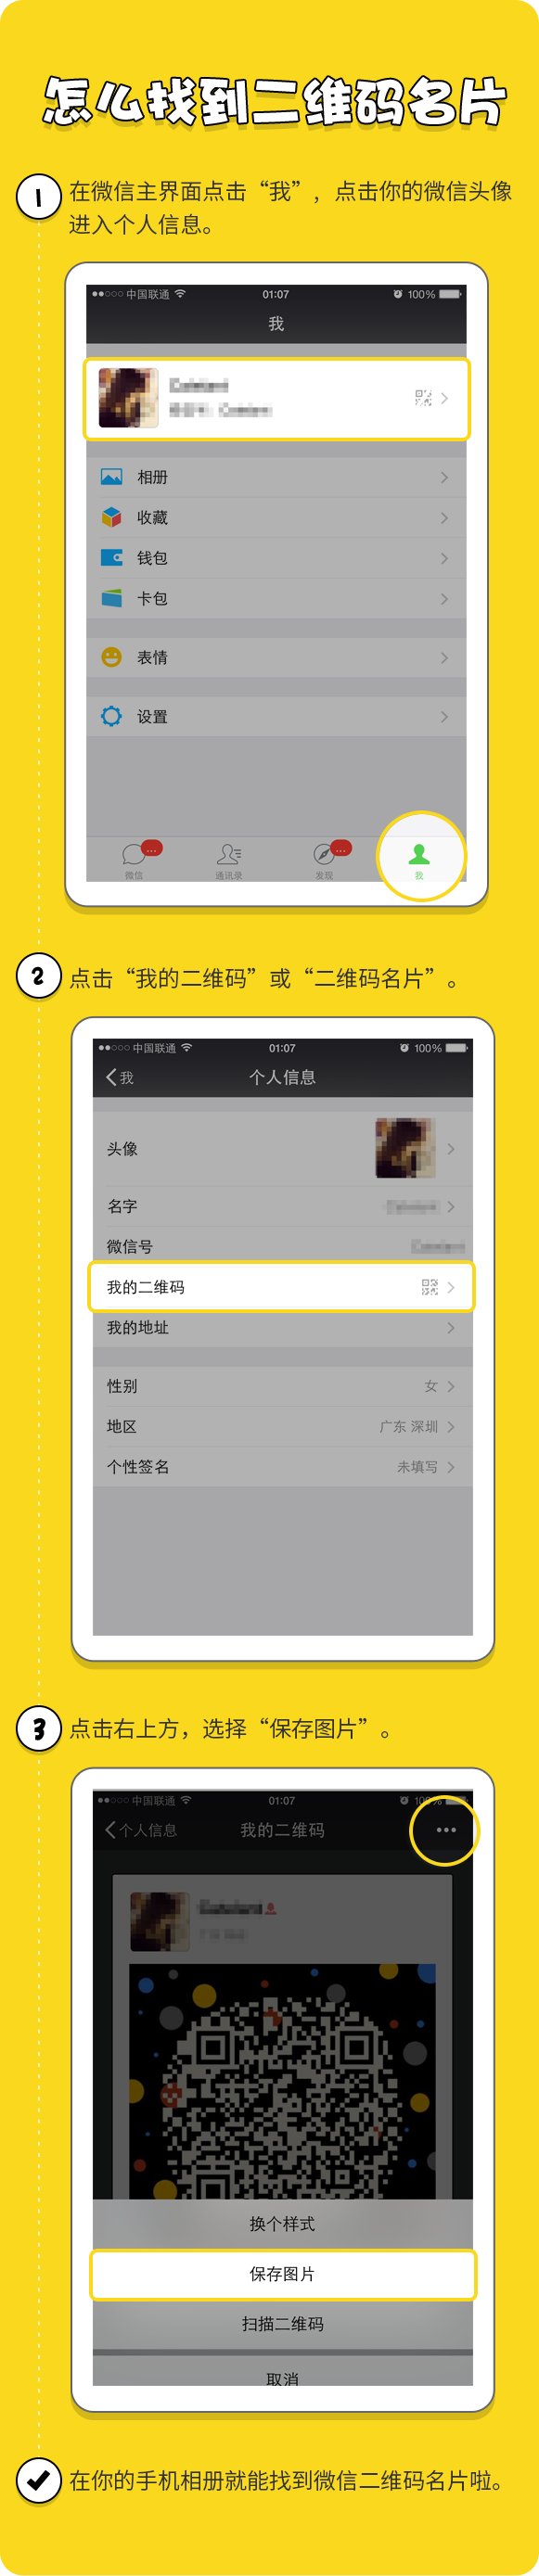 怎么找到二维码名片
1
在微信主界面点击“我”，点击你的微信头像
进入个人信息。
中国联通 01:07 100%
我
相册
收藏
钱包
卡包
表情
设置
微信 通讯录 发现 我
2
点击“我的二维码”或“二维码名片”。
中国联通 01:07 100%
我 个人信息
头像
名字
微信号
我的二维码
我的地址
性别 女
地区 广东 深圳
个性签名 未填写
3
点击右上方，选择“保存图片”。
中国联通 01:07 100%
个人信息 我的二维码
换个样式
保存图片
扫描二维码
取消
在你的手机相册就能找到微信二维码名片啦。